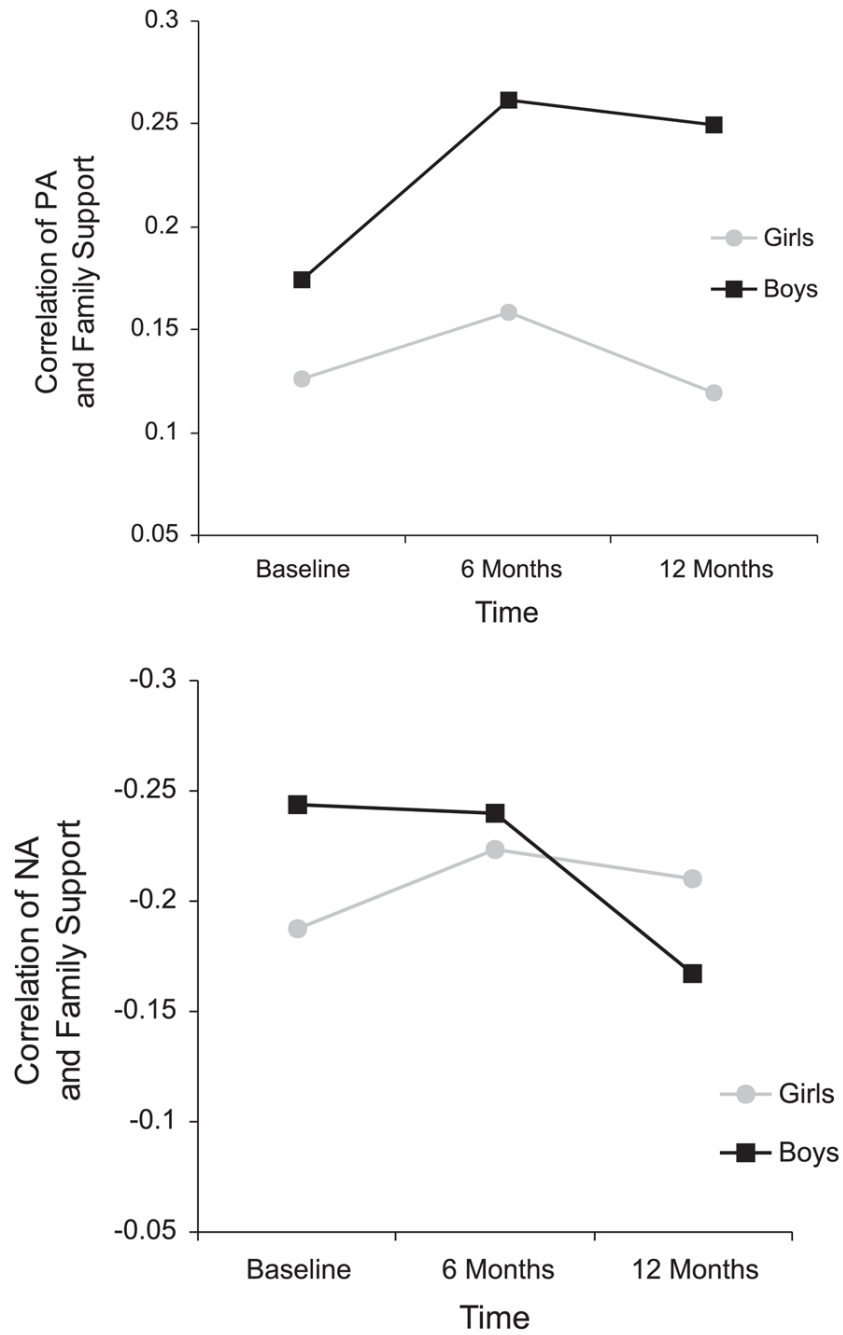 0.3
0.25
0.2
0.15
0.1
0.05
Correlation of PA
and Family Support
Girls
Boys
Baseline
6 Months
12 Months
Time
-0.3
-0.25
-0.2
-0.15
-0.1
-0.05
Correlation of NA
and Family Support
Girls
Boys
Baseline
6 Months
12 Months
Time